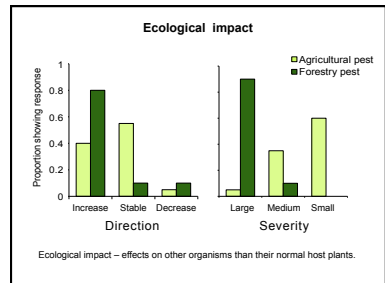 Ecological impact
Agricultural pest
Forestry pest
Proportion showing response
1
0.8
0.6
0.4
0.2
0
Increase Stable Decrease
Direction
Large Medium Small
Severity
Ecological impact – effects on other organisms than their normal host plants.